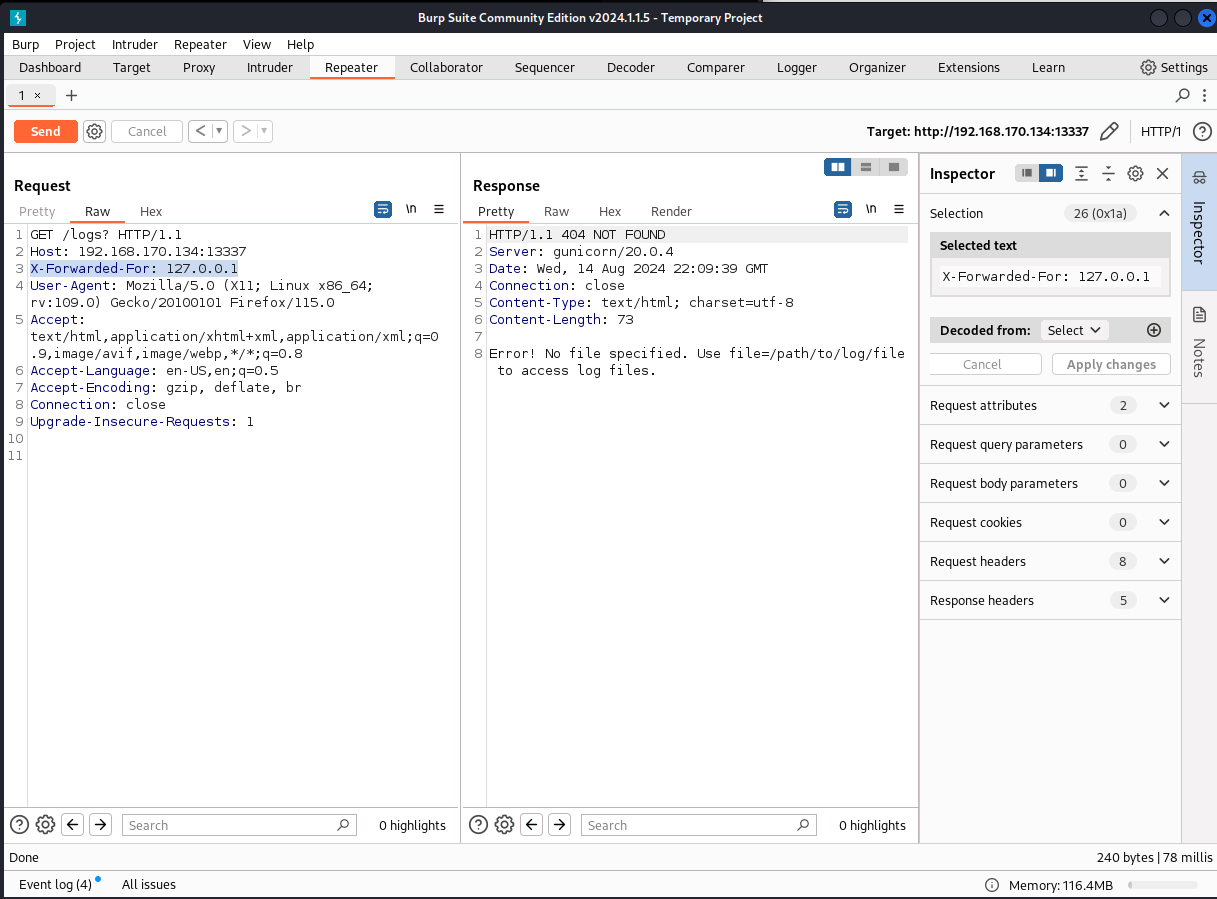 Burp Suite Community Edition v2024.1.1.5 - Temporary Project
Burp Project Intruder Repeater View Help
Dashboard Target Proxy Intruder Repeater Collaborator Sequencer Decoder Comparer Logger Organizer Extensions Learn Settings
1 × +
Send Cancel < > Target: http://192.168.170.134:13337 HTTP/1 ?
Request
Pretty Raw Hex \n
1 GET /logs? HTTP/1.1
2 Host: 192.168.170.134:13337
3 X-Forwarded-For: 127.0.0.1
4 User-Agent: Mozilla/5.0 (X11; Linux x86_64;
rv:109.0) Gecko/20100101 Firefox/115.0
5 Accept:
text/html,application/xhtml+xml,application/xml;q=0
.9,image/avif,image/webp,*/*;q=0.8
6 Accept-Language: en-US,en;q=0.5
7 Accept-Encoding: gzip, deflate, br
8 Connection: close
9 Upgrade-Insecure-Requests: 1
10
11
? Search 0 highlights
Response
Pretty Raw Hex Render \n
1 HTTP/1.1 404 NOT FOUND
2 Server: gunicorn/20.0.4
3 Date: Wed, 14 Aug 2024 22:09:39 GMT
4 Connection: close
5 Content-Type: text/html; charset=utf-8
6 Content-Length: 73
7
8 Error! No file specified. Use file=/path/to/log/file
to access log files.
? Search 0 highlights
Inspector
Selection 26 (0x1a)
Selected text
X-Forwarded-For: 127.0.0.1
Decoded from: Select
Cancel Apply changes
Request attributes 2
Request query parameters 0
Request body parameters 0
Request cookies 0
Request headers 8
Response headers 5
Inspector
Notes
Done 240 bytes | 78 millis
Event log (4) All issues Memory: 116.4MB